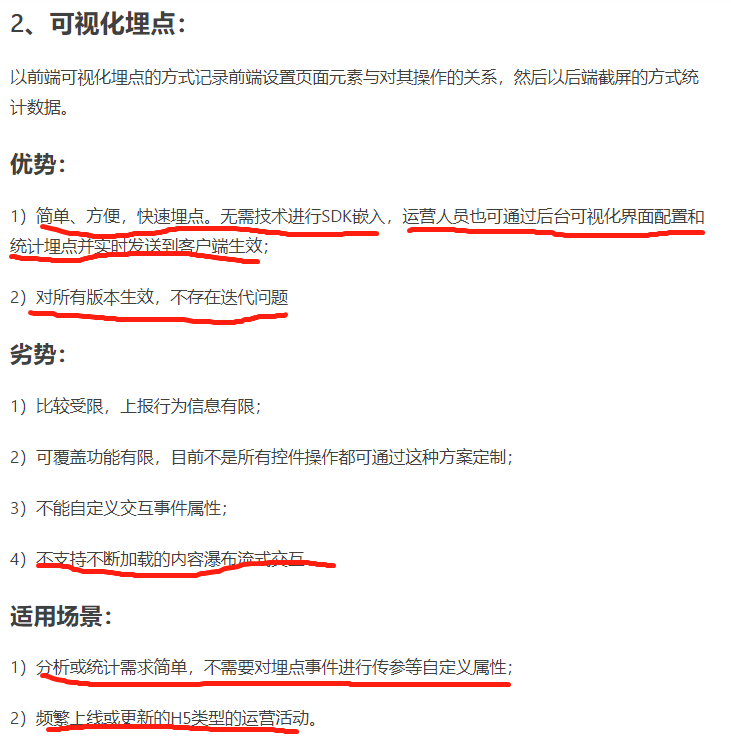 2、可视化埋点：
以前端可视化埋点的方式记录前端设置页面元素与对其操作的关系，然后以后端截屏的方式统
计数据。
优势：
1）简单、方便，快速埋点。无需技术进行SDK嵌入，运营人员也可通过后台可视化界面配置和
统计埋点并实时发送到客户端生效；
2）对所有版本生效，不存在迭代问题
劣势：
1）比较受限，上报行为信息有限；
2）可覆盖功能有限，目前不是所有控件操作都可通过这种方案定制；
3）不能自定义交互事件属性；
4）不支持不断加载的内容瀑布流式交互
适用场景：
1）分析或统计需求简单，不需要对埋点事件进行传参等自定义属性；
2）频繁上线或更新的H5类型的运营活动。